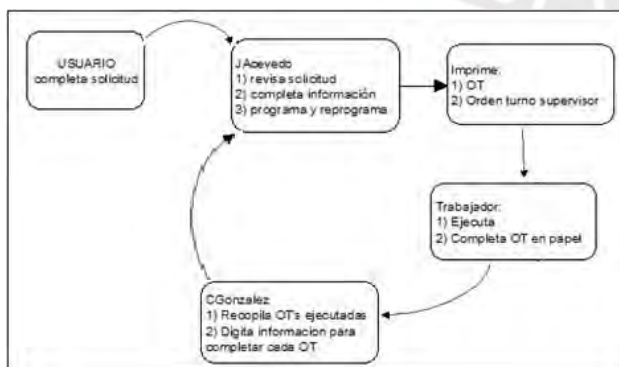 USUARIO
completa solicitud
JAcevedo
1) revisa solicitud
2) completa información
3) programa y reprograma
Imprime:
1) OT
2) Orden turno supervisor
Trabajador:
1) Ejecuta
2) Completa OT en papel
CGonzalez
1) Recopila OT's ejecutadas
2) Digita informacion para
completar cada OT